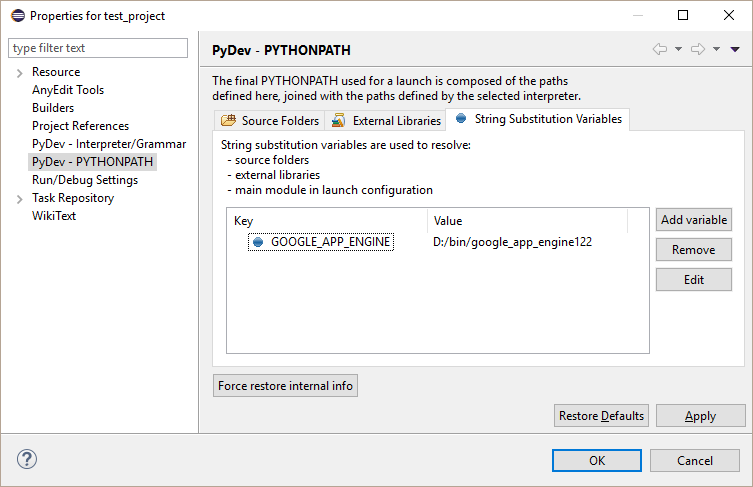 Properties for test_project
type filter text
PyDev - PYTHONPATH
Resource
AnyEdit Tools
Builders
Project References
PyDev - Interpreter/Grammar
PyDev - PYTHONPATH
Run/Debug Settings
Task Repository
WikiText
The final PYTHONPATH used for a launch is composed of the paths
defined here, joined with the paths defined by the selected interpreter.
Source Folders
External Libraries
String Substitution Variables
String substitution variables are used to resolve:
- source folders
- external libraries
- main module in launch configuration
Key Value
GOOGLE_APP_ENGINE D:/bin/google_app_engine122
Add variable
Remove
Edit
Force restore internal info
Restore Defaults
Apply
?
OK
Cancel